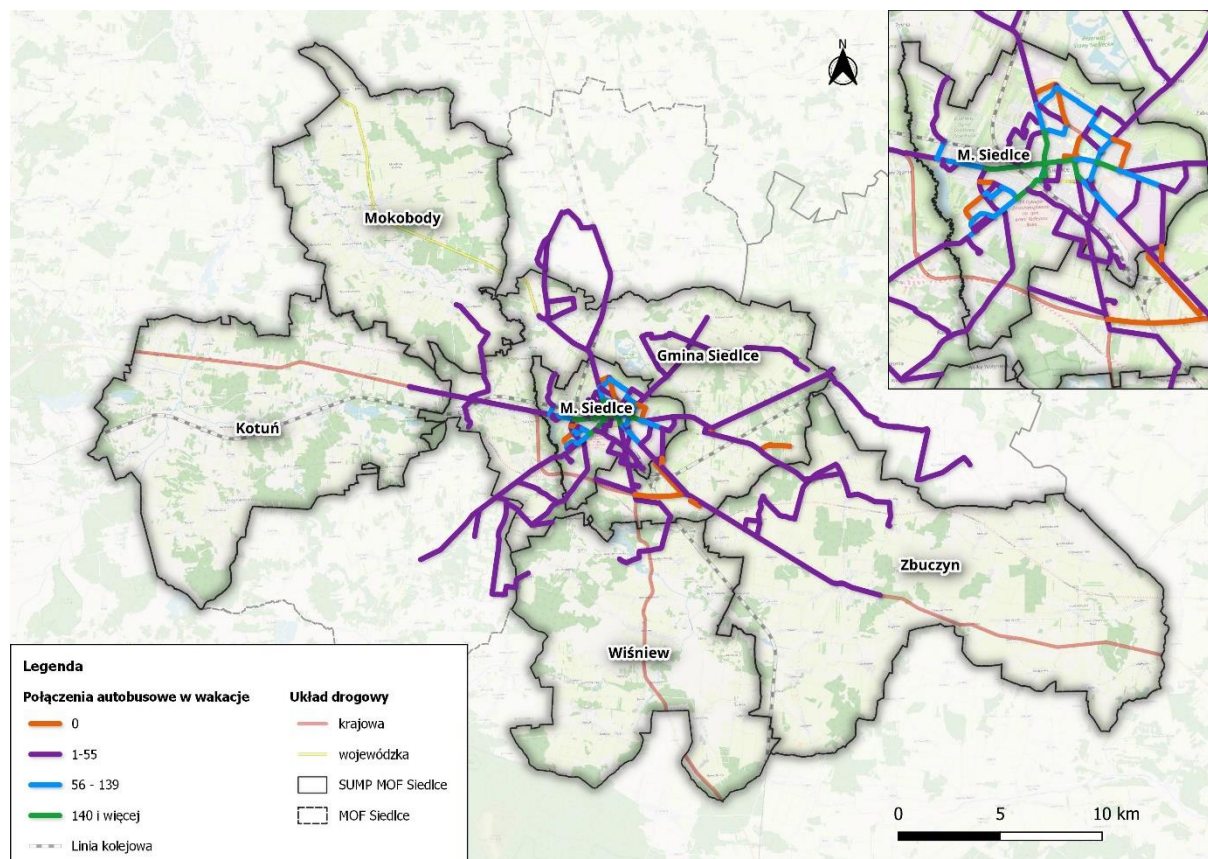 N
M. Siedlce
Mokobody
Gmina Siedlce
M. Siedlce
Kotuń
Zbuczyn
Wiśniew
Legenda
Połączenia autobusowe w wakacje
0
1-55
56 - 139
140 i więcej
Linia kolejowa
Układ drogowy
krajowa
wojewódzka
SUMP MOF Siedlce
MOF Siedlce
0 5 10 km